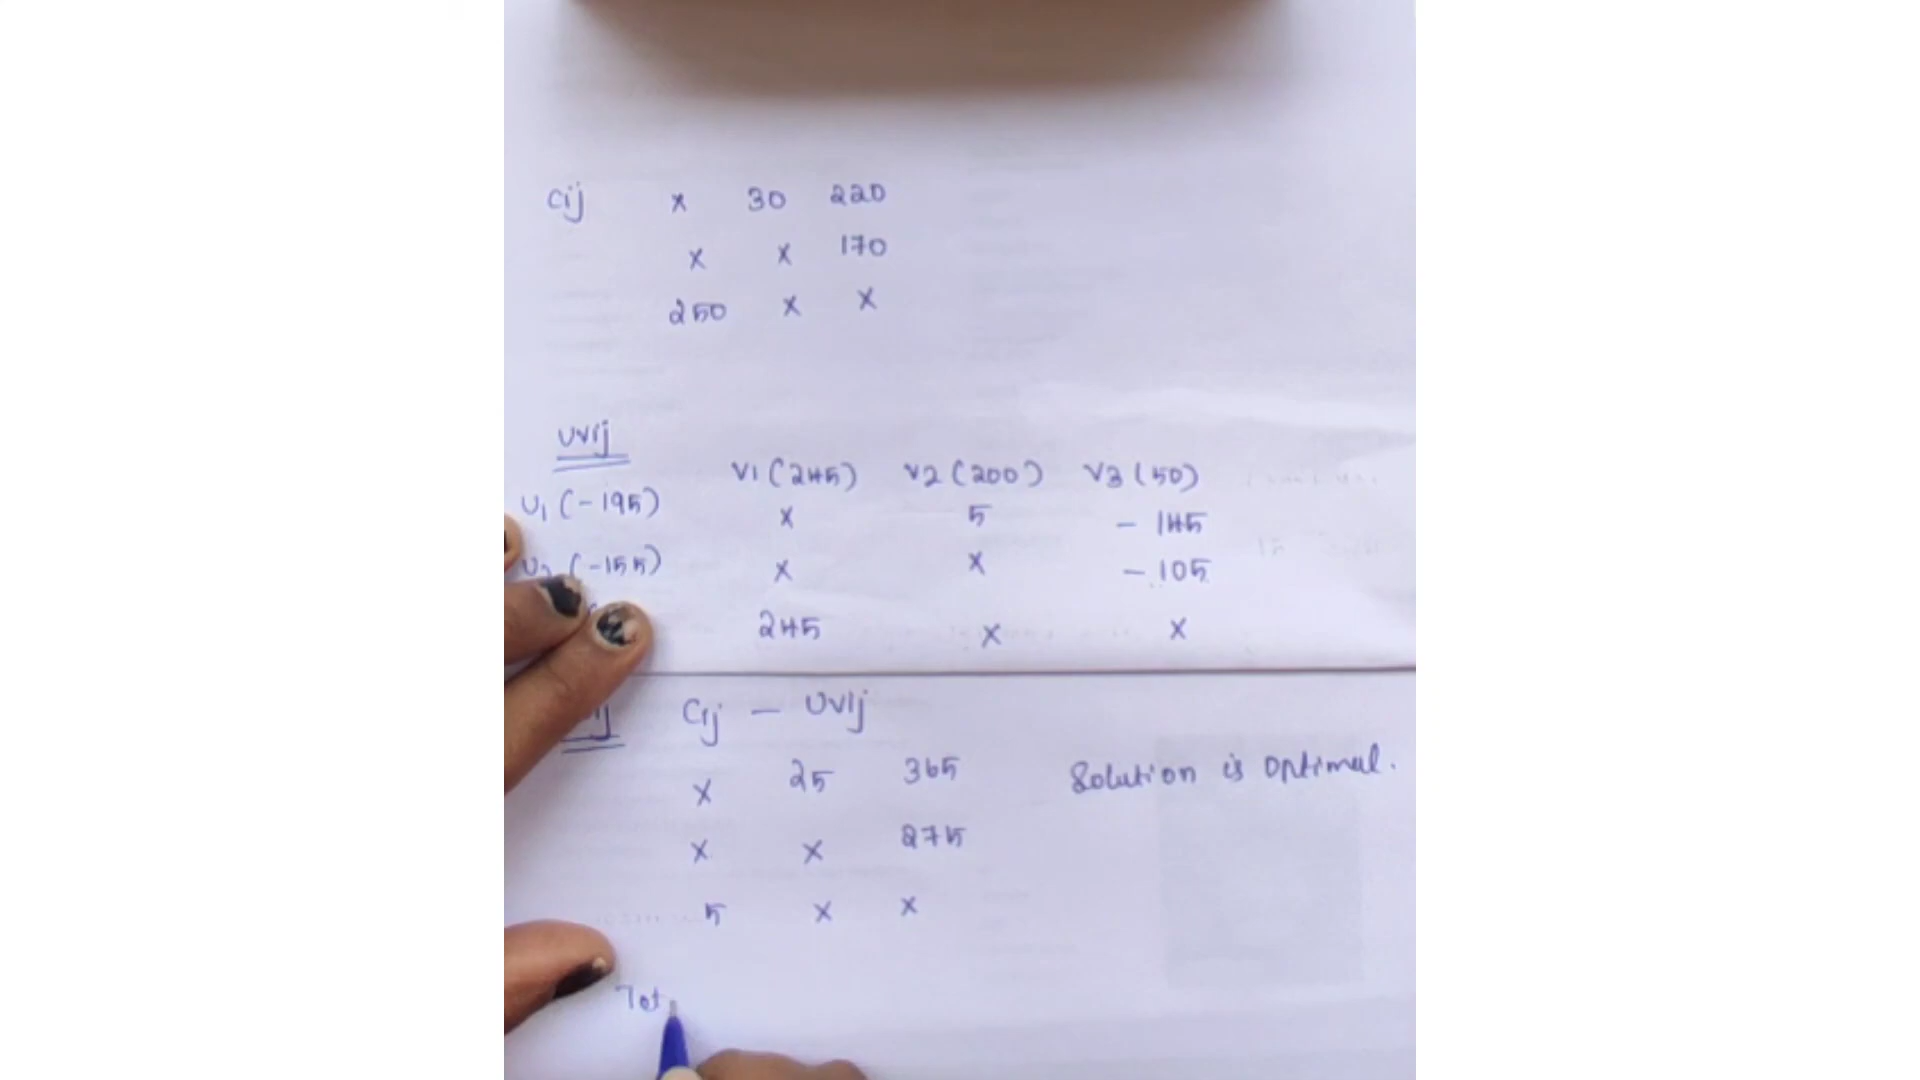 Cij x 30 220
x x 170
250 x x
UVij
V1 (245) V2 (200) V3 (50)
U1 (-195) x 5 - 145
U2 (-155) x x - 105
245 x x
Cij - UVij
x 25 365 Solution is optimal.
x x 275
5 x x
Tot